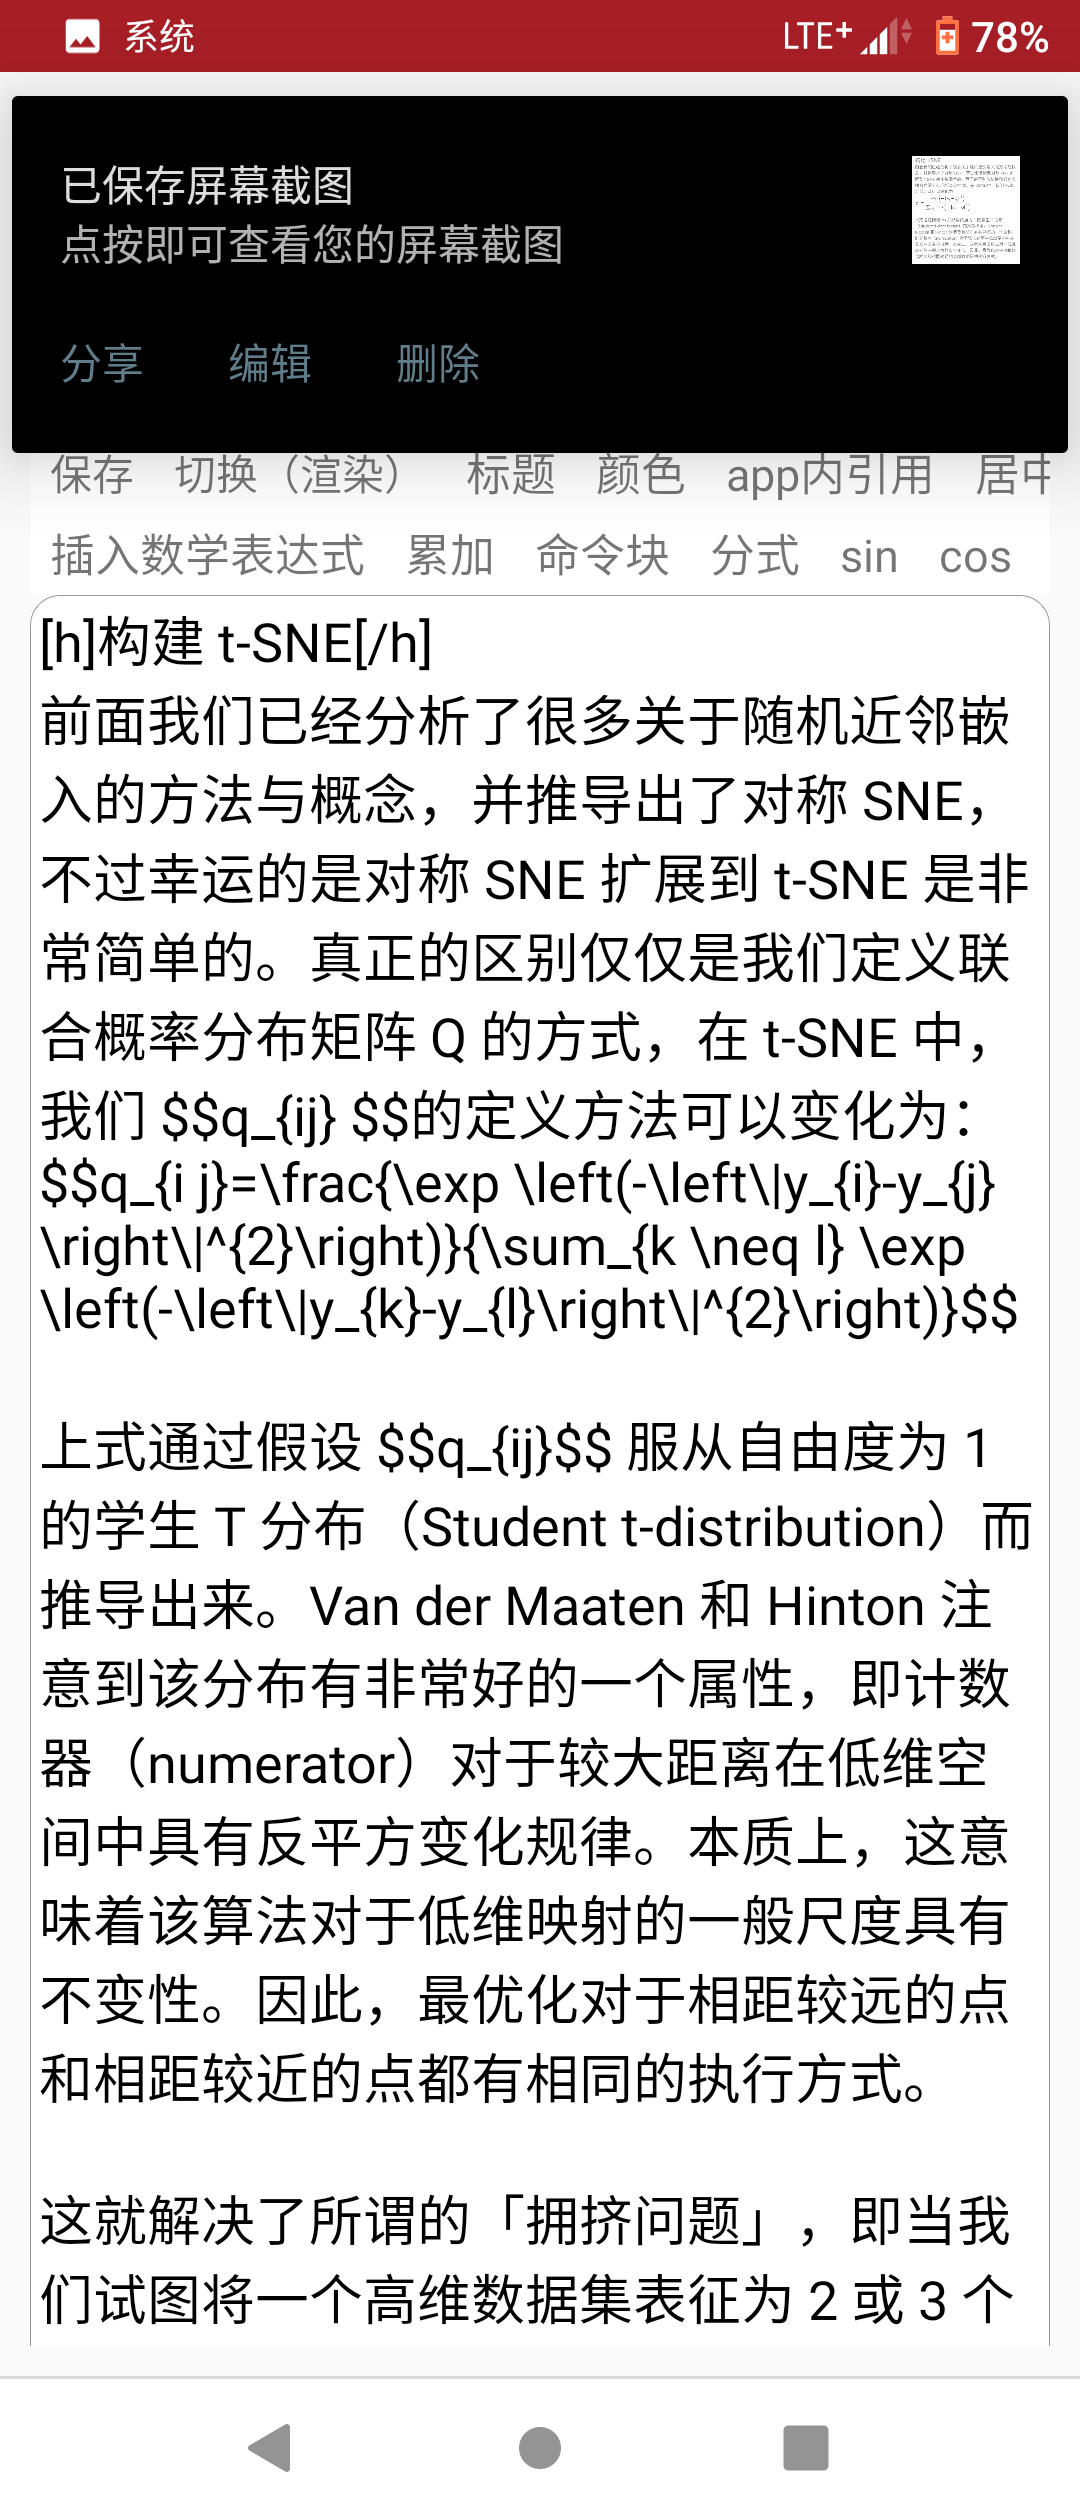 系统 LTE+ 78%
已保存屏幕截图
点按即可查看您的屏幕截图
分享 编辑 删除
保存 切换（渲染） 标题 颜色 app内引用 居中
插入数学表达式 累加 命令块 分式 sin cos
[h]构建 t-SNE[/h]
前面我们已经分析了很多关于随机近邻嵌
入的方法与概念，并推导出了对称 SNE，
不过幸运的是对称 SNE 扩展到 t-SNE 是非
常简单的。真正的区别仅仅是我们定义联
合概率分布矩阵 Q 的方式，在 t-SNE 中，
我们 $$q_{ij} $$的定义方法可以变化为：
$$q_{i j}=\frac{\exp \left(-\left\|y_{i}-y_{j}
\right\|^{2}\right)}{\sum_{k \neq l} \exp
\left(-\left\|y_{k}-y_{l}\right\|^{2}\right)}$$
上式通过假设 $$q_{ij}$$ 服从自由度为 1
的学生 T 分布（Student t-distribution）而
推导出来。Van der Maaten 和 Hinton 注
意到该分布有非常好的一个属性，即计数
器（numerator）对于较大距离在低维空
间中具有反平方变化规律。本质上，这意
味着该算法对于低维映射的一般尺度具有
不变性。因此，最优化对于相距较远的点
和相距较近的点都有相同的执行方式。
这就解决了所谓的「拥挤问题」，即当我
们试图将一个高维数据集表征为 2 或 3 个